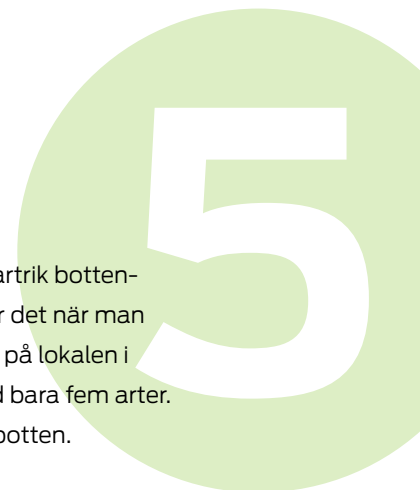 5
artrik botten-
r det när man
på lokalen i
d bara fem arter.
botten.